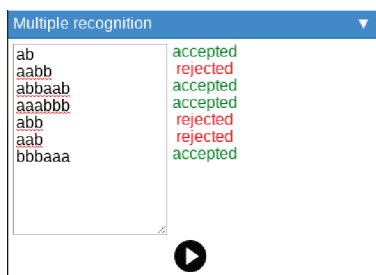 Multiple recognition ▼
ab accepted
aabb rejected
abbaab accepted
aaabbb accepted
abb rejected
aab rejected
bbbaaa accepted